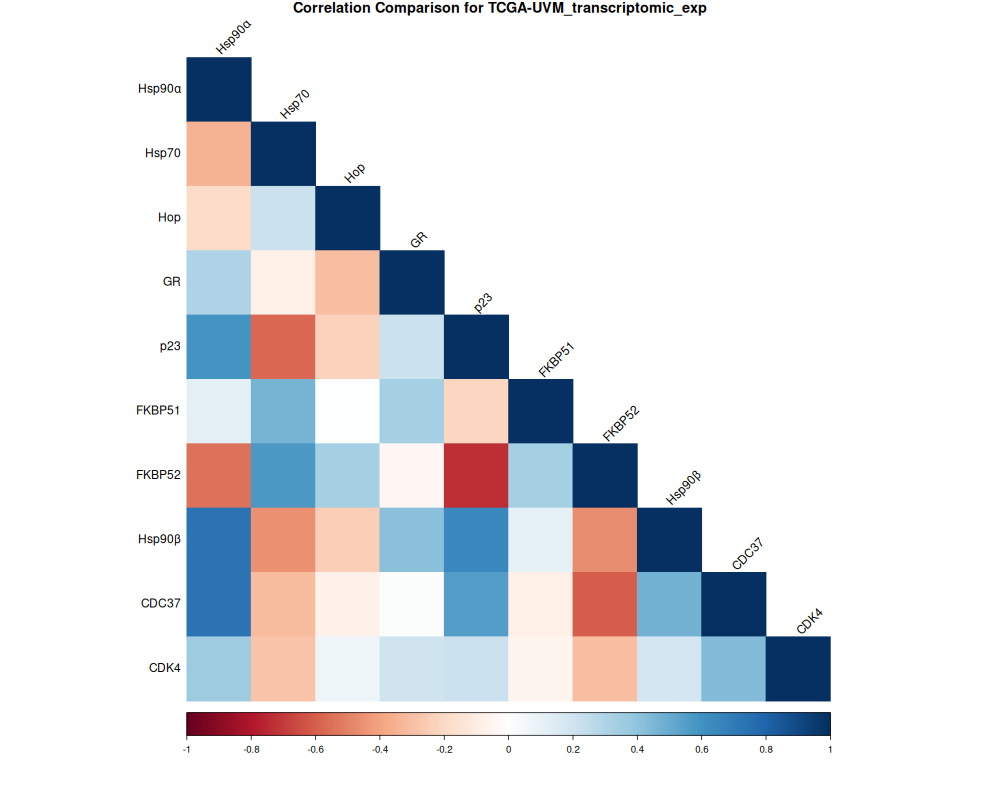 Correlation Comparison for TCGA-UVM_transcriptomic_exp
Hsp90α
Hsp90α
Hsp70
Hsp70
Hop
Hop
GR
GR
p23
p23
FKBP51
FKBP51
FKBP52
FKBP52
Hsp90β
Hsp90β
CDC37
CDC37
CDK4
CDK4
-1 -0.8 -0.6 -0.4 -0.2 0 0.2 0.4 0.6 0.8 1